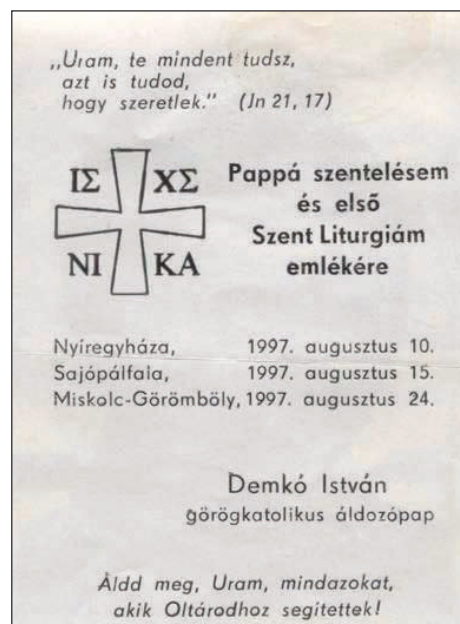 „Uram, te mindent tudsz,
azt is tudod,
hogy szeretlek." (Jn 21, 17)
ΙΣ ΧΣ
ΝΙ ΚΑ
Pappá szentelésem
és első
Szent Liturgiám
emlékére
Nyíregyháza, 1997. augusztus 10.
Sajópálfala, 1997. augusztus 15.
Miskolc-Görömböly, 1997. augusztus 24.
Demkó István
görögkatolikus áldozópap
Áldd meg, Uram, mindazokat,
akik Oltárodhoz segítettek!